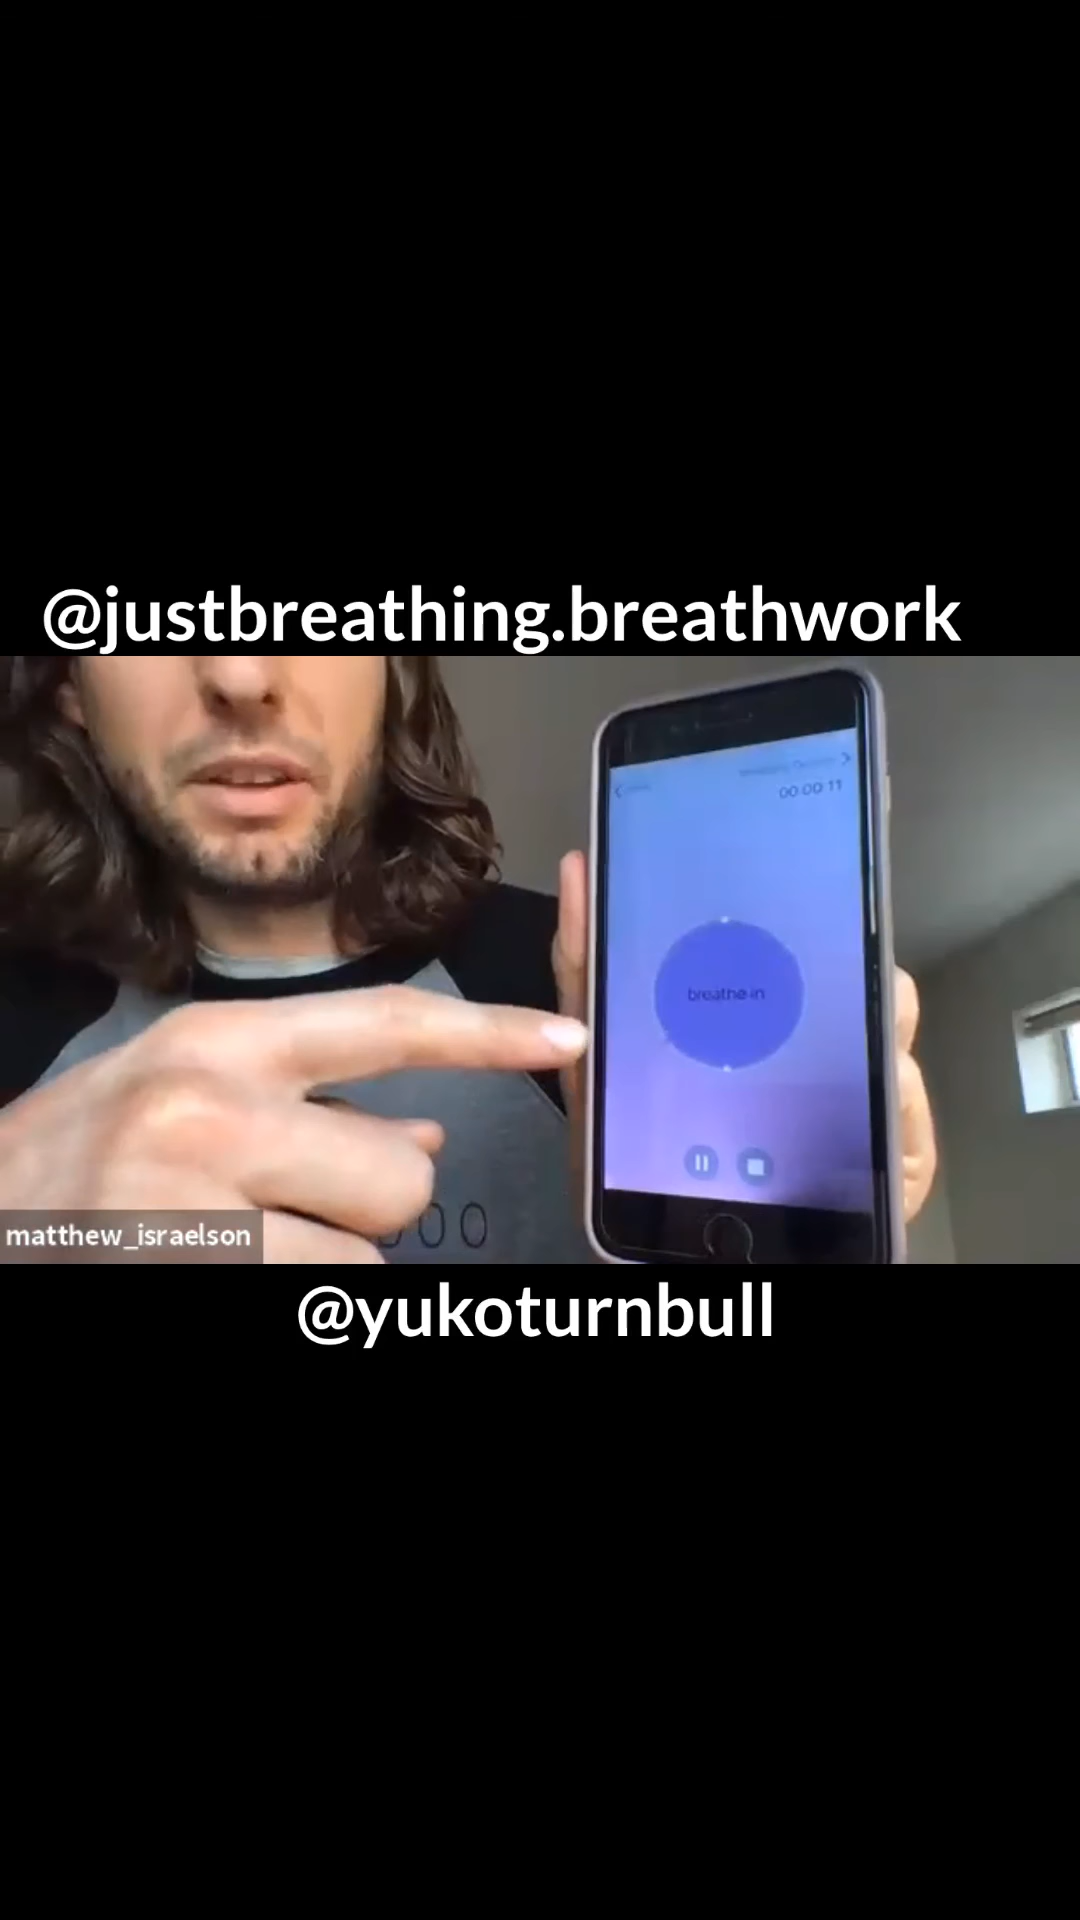 @justbreathing.breathwork
00:00:11
breathe in
matthew_israelson
@yukoturnbull